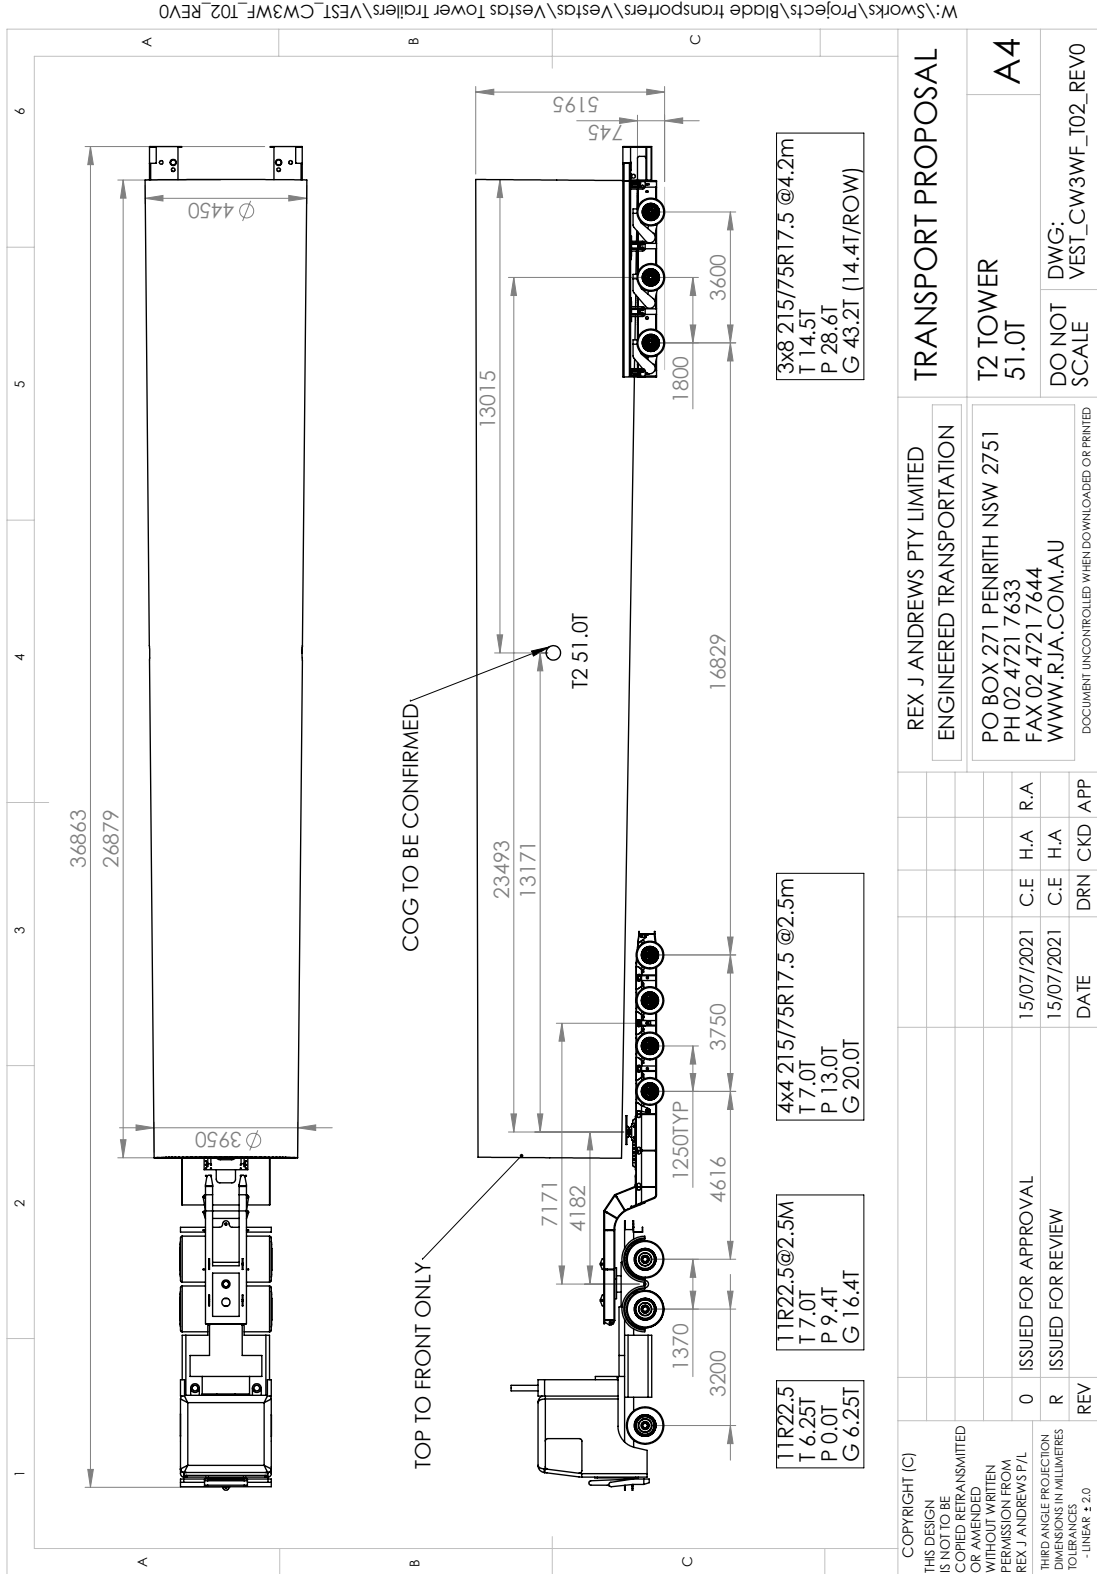 W:\Sworks\Projects\Blade transporters\Vestas\Vestas Tower Trailers\VEST_CW3WF_T02_REV0
1
2
3
4
5
6
A
B
C
A
B
C
36863
26879
Ø 3950
Ø 4450
TOP TO FRONT ONLY
COG TO BE CONFIRMED
T2 51.0T
23493
13171
13015
7171
4182
5195
745
1250TYP
1800
1370
3200
4616
3750
16829
3600
11R22.5
T 6.25T
P 0.0T
G 6.25T
11R22.5@2.5M
T 7.0T
P 9.4T
G 16.4T
4x4 215/75R17.5 @2.5m
T 7.0T
P 13.0T
G 20.0T
3x8 215/75R17.5 @4.2m
T 14.5T
P 28.6T
G 43.2T (14.4T/ROW)
COPYRIGHT (C)
THIS DESIGN
IS NOT TO BE
COPIED RETRANSMITTED
OR AMENDED
WITHOUT WRITTEN
PERMISSION FROM
REX J ANDREWS P/L
THIRD ANGLE PROJECTION
DIMENSIONS IN MILLIMETRES
TOLERANCES
- LINEAR ± 2.0
0 ISSUED FOR APPROVAL 15/07/2021 C.E H.A R.A
R ISSUED FOR REVIEW 15/07/2021 C.E H.A
REV DATE DRN CKD APP
REX J ANDREWS PTY LIMITED
ENGINEERED TRANSPORTATION
PO BOX 271 PENRITH NSW 2751
PH 02 4721 7633
FAX 02 4721 7644
WWW.RJA.COM.AU
DOCUMENT UNCONTROLLED WHEN DOWNLOADED OR PRINTED
TRANSPORT PROPOSAL
T2 TOWER
51.0T
A4
DO NOT
SCALE
DWG:
VEST_CW3WF_T02_REV0